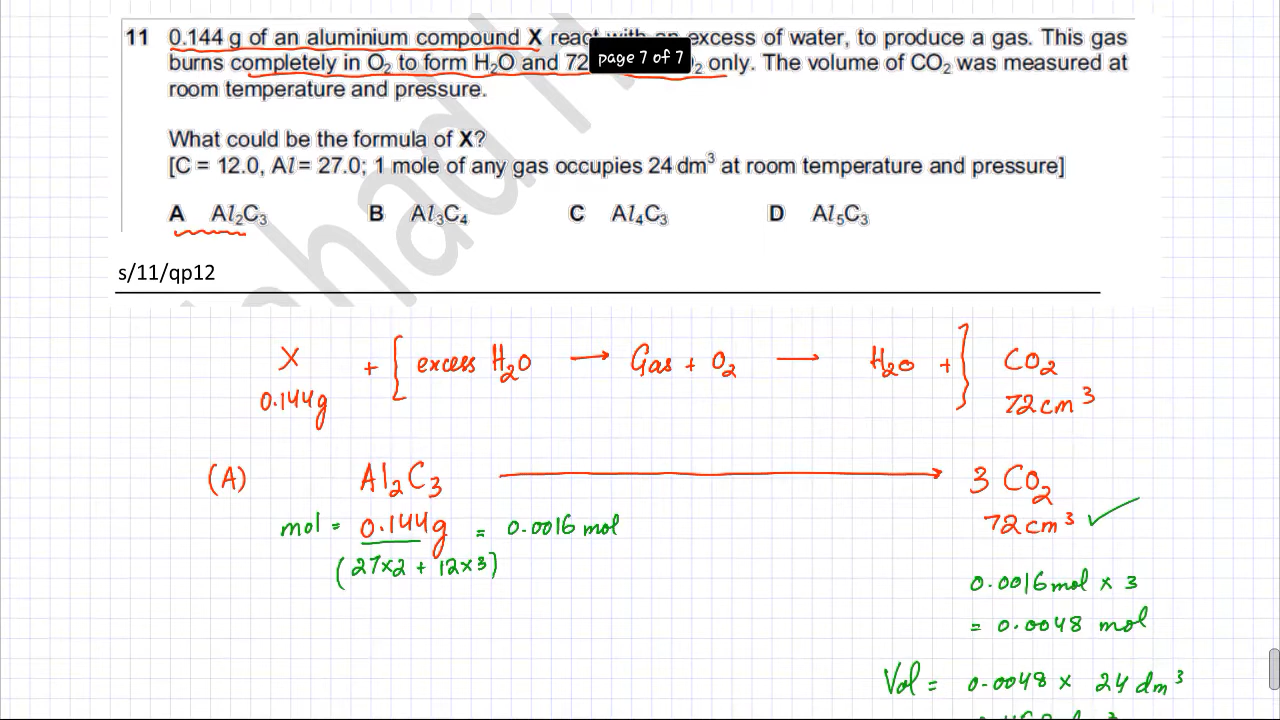 11 0.144 g of an aluminium compound X react with an excess of water, to produce a gas. This gas
burns completely in O₂ to form H₂O and 72 ₂ only. The volume of CO₂ was measured at
page 7 of 7
room temperature and pressure.
What could be the formula of X?
[C = 12.0, Al = 27.0; 1 mole of any gas occupies 24 dm³ at room temperature and pressure]
A Al₂C₃ B Al₃C₄ C Al₄C₃ D Al₅C₃
s/11/qp12
X + [ excess H₂O → Gas + O₂ → H₂O + } CO₂
0.144g 72 cm³
(A) Al₂C₃ → 3 CO₂
mol = 0.144g = 0.0016 mol 72 cm³ ✓
(27×2 + 12×3)
0.0016 mol × 3
= 0.0048 mol
Vol = 0.0048 × 24 dm³